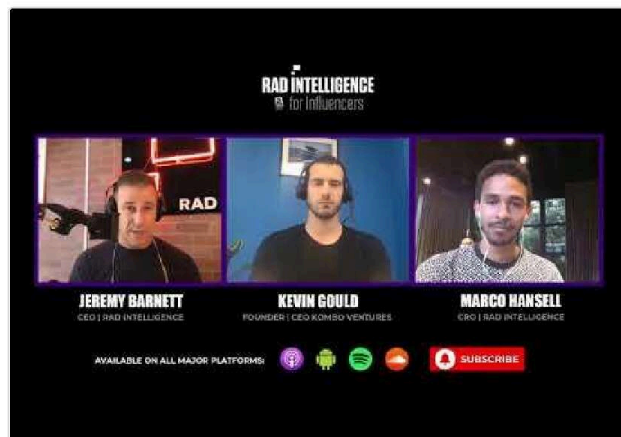 RAD INTELLIGENCE
for Influencers
RAD
JEREMY BARNETT
CEO | RAD INTELLIGENCE
KEVIN GOULD
FOUNDER | CEO KOMBO VENTURES
MARCO HANSELL
CRO | RAD INTELLIGENCE
AVAILABLE ON ALL MAJOR PLATFORMS:
SUBSCRIBE